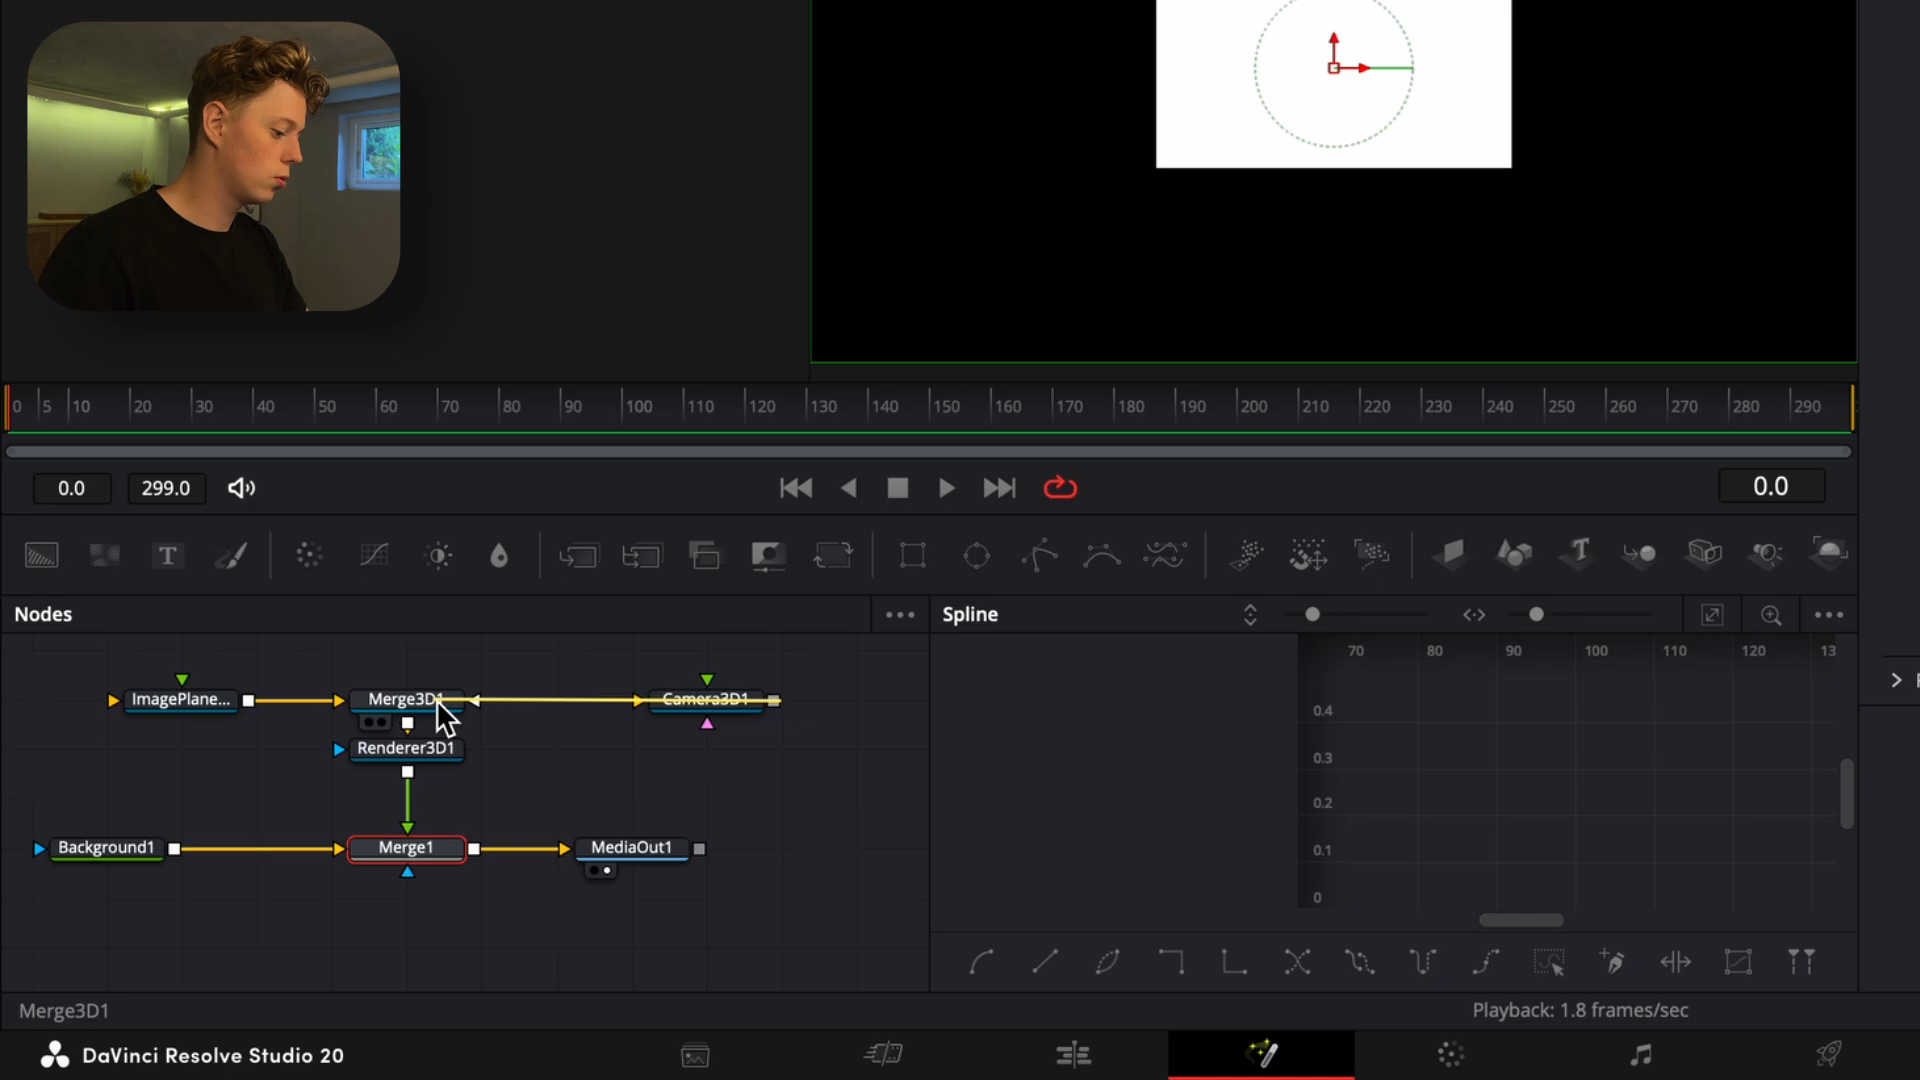 0 5 10 20 30 40 50 60 70 80 90 100 110 120 130 140 150 160 170 180 190 200 210 220 230 240 250 260 270 280 290
0.0 299.0 0.0
T
Nodes
Spline
70 80 90 100 110 120 13
0.4
0.3
0.2
0.1
0
ImagePlane... Merge3D1 Camera3D1
Renderer3D1
Background1 Merge1 MediaOut1
Merge3D1
Playback: 1.8 frames/sec
DaVinci Resolve Studio 20